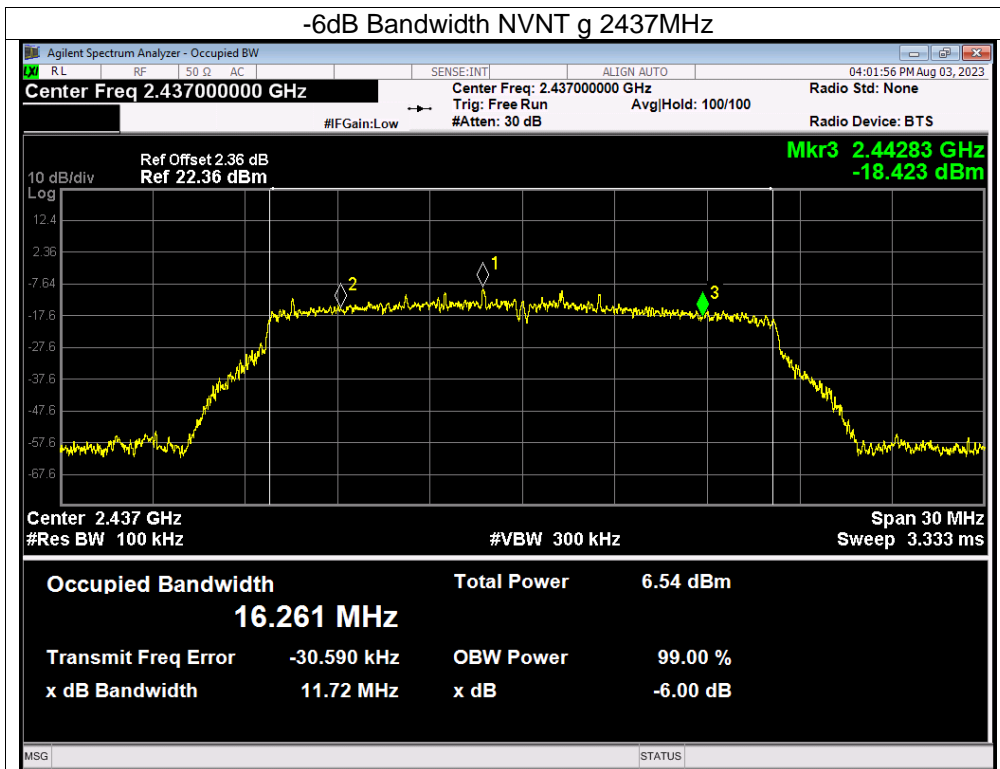 -6dB Bandwidth NVNT g 2437MHz
Agilent Spectrum Analyzer - Occupied BW
LXI RL RF 50 Ω AC SENSE:INT ALIGN AUTO 04:01:56 PM Aug 03, 2023
Center Freq 2.437000000 GHz Center Freq: 2.437000000 GHz Radio Std: None
Trig: Free Run Avg|Hold: 100/100
#IFGain:Low #Atten: 30 dB Radio Device: BTS
Ref Offset 2.36 dB Mkr3 2.44283 GHz
10 dB/div Ref 22.36 dBm -18.423 dBm
Log
12.4
2.36
-7.64
-17.6
-27.6
-37.6
-47.6
-57.6
-67.6
1
2
3
Center 2.437 GHz Span 30 MHz
#Res BW 100 kHz #VBW 300 kHz Sweep 3.333 ms
Occupied Bandwidth Total Power 6.54 dBm
16.261 MHz
Transmit Freq Error -30.590 kHz OBW Power 99.00 %
x dB Bandwidth 11.72 MHz x dB -6.00 dB
MSG STATUS